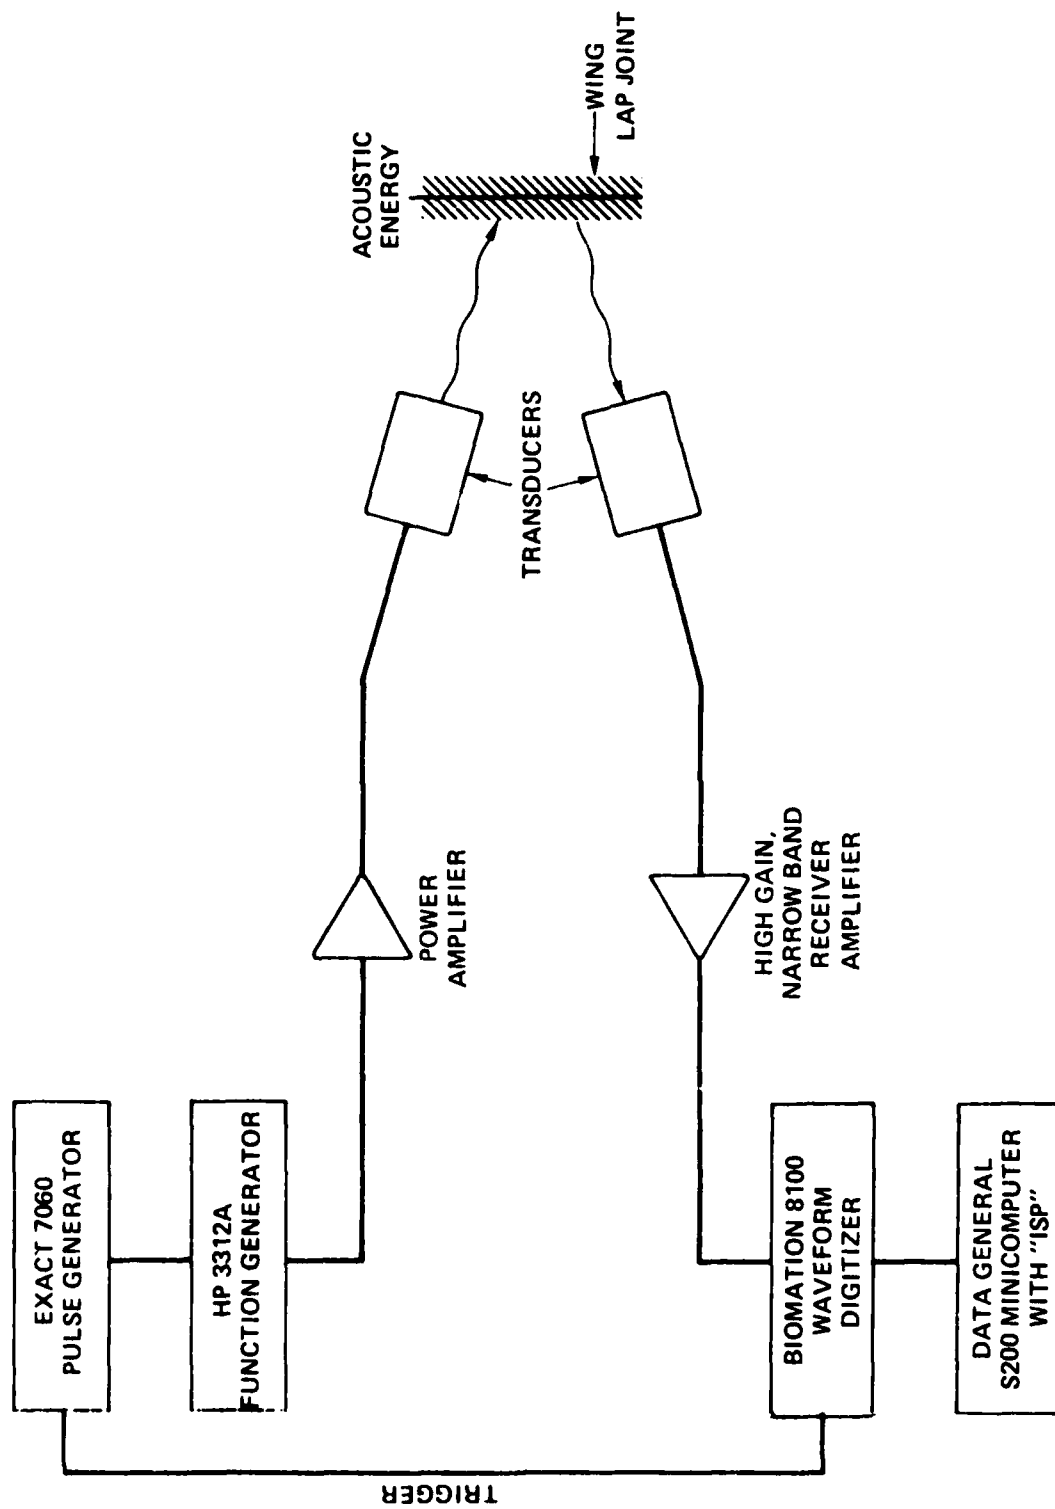 EXACT 7060
PULSE GENERATOR
HP 3312A
FUNCTION GENERATOR
POWER
AMPLIFIER
TRANSDUCERS
ACOUSTIC
ENERGY
WING
LAP JOINT
HIGH GAIN,
NARROW BAND
RECEIVER
AMPLIFIER
BIOMATION 8100
WAVEFORM
DIGITIZER
DATA GENERAL
S200 MINICOMPUTER
WITH "ISP"
TRIGGER